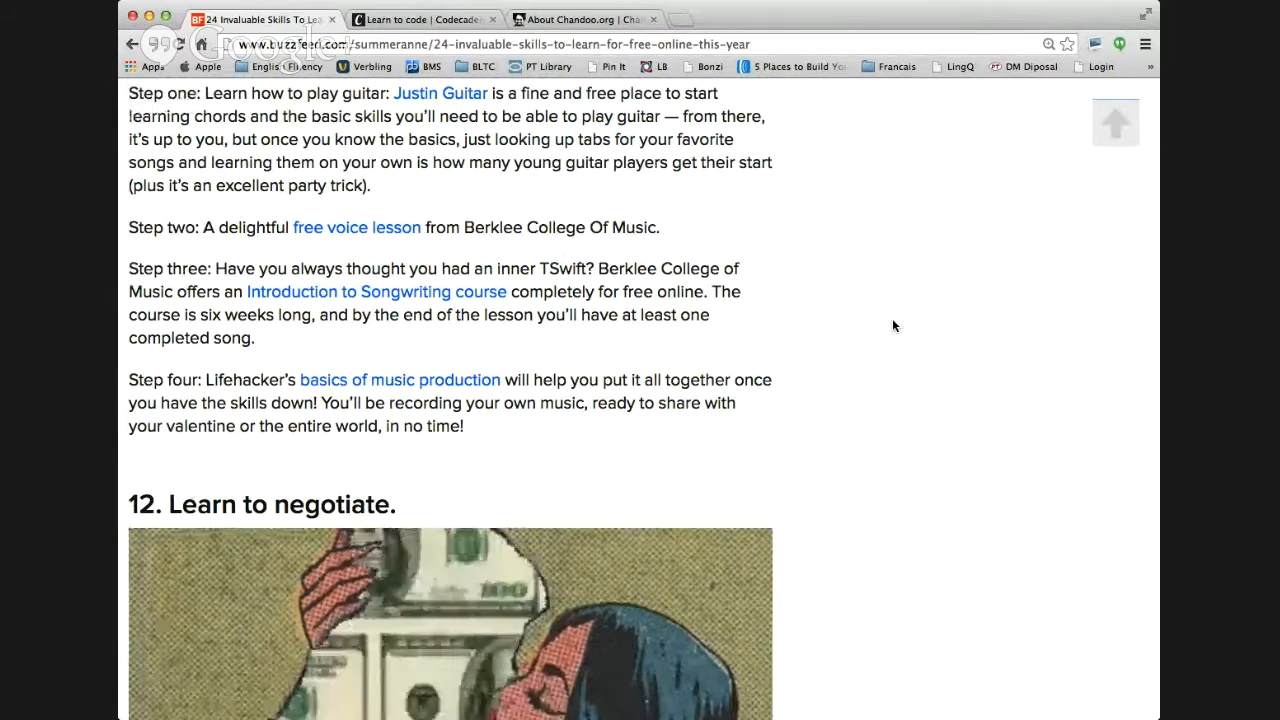 24 Invaluable Skills To Lea
Learn to code | Codecadem
About Chandoo.org | Chan
Google+
www.buzzfeed.com/summeranne/24-invaluable-skills-to-learn-for-free-online-this-year
Apps Apple English Fluency Verbling BMS BLTC PT Library Pin It LB Bonzi 5 Places to Build Yo Francais LingQ DM Diposal Login »
Step one: Learn how to play guitar: Justin Guitar is a fine and free place to start
learning chords and the basic skills you'll need to be able to play guitar — from there,
it's up to you, but once you know the basics, just looking up tabs for your favorite
songs and learning them on your own is how many young guitar players get their start
(plus it's an excellent party trick).
Step two: A delightful free voice lesson from Berklee College Of Music.
Step three: Have you always thought you had an inner TSwift? Berklee College of
Music offers an Introduction to Songwriting course completely for free online. The
course is six weeks long, and by the end of the lesson you'll have at least one
completed song.
Step four: Lifehacker's basics of music production will help you put it all together once
you have the skills down! You'll be recording your own music, ready to share with
your valentine or the entire world, in no time!
12. Learn to negotiate.
100